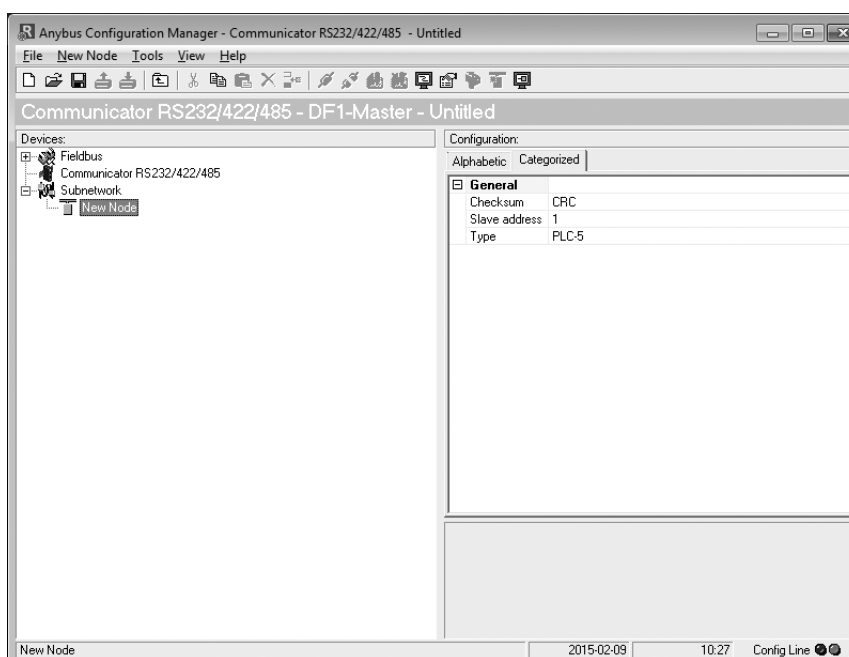 Anybus Configuration Manager - Communicator RS232/422/485 - Untitled
File New Node Tools View Help
Communicator RS232/422/485 - DF1-Master - Untitled
Devices:
Fieldbus
Communicator RS232/422/485
Subnetwork
New Node
Configuration:
Alphabetic Categorized
General
Checksum CRC
Slave address 1
Type PLC-5
New Node 2015-02-09 10:27 Config Line